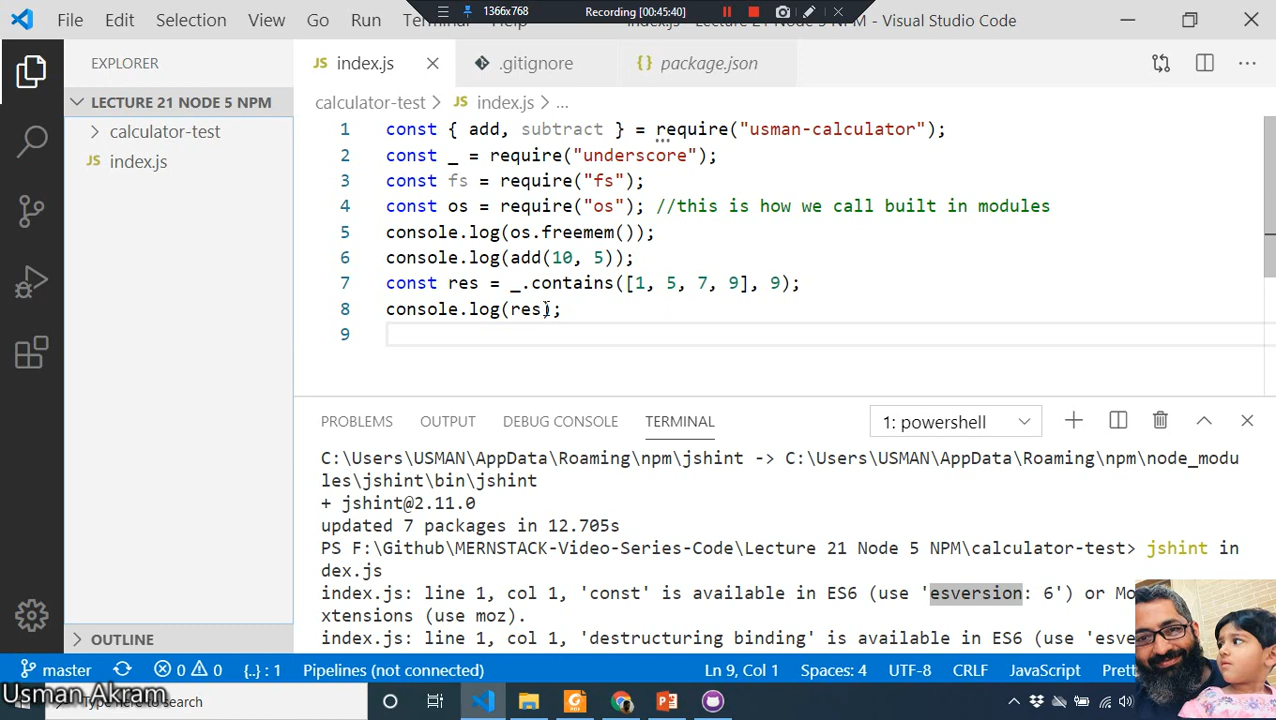 File Edit Selection View Go Run Terminal
1366x768 Recording [00:45:40]
index.js - Lecture 21 Node 5 NPM - Visual Studio Code
EXPLORER
LECTURE 21 NODE 5 NPM
calculator-test
JS index.js
JS index.js
.gitignore
{} package.json
calculator-test > JS index.js > ...
1 const { add, subtract } = require("usman-calculator");
2 const _ = require("underscore");
3 const fs = require("fs");
4 const os = require("os"); //this is how we call built in modules
5 console.log(os.freemem());
6 console.log(add(10, 5));
7 const res = _.contains([1, 5, 7, 9], 9);
8 console.log(res);
9
PROBLEMS OUTPUT DEBUG CONSOLE TERMINAL 1: powershell
C:\Users\USMAN\AppData\Roaming\npm\jshint -> C:\Users\USMAN\AppData\Roaming\npm\node_modu
les\jshint\bin\jshint
+ jshint@2.11.0
updated 7 packages in 12.705s
PS F:\Github\MERNSTACK-Video-Series-Code\Lecture 21 Node 5 NPM\calculator-test> jshint in
dex.js
index.js: line 1, col 1, 'const' is available in ES6 (use 'esversion: 6') or Mo
xtensions (use moz).
index.js: line 1, col 1, 'destructuring binding' is available in ES6 (use 'esve
OUTLINE
master 0 0 {..} : 1 Pipelines (not connected) Ln 9, Col 1 Spaces: 4 UTF-8 CRLF JavaScript Prett
Usman Akram
Type here to search